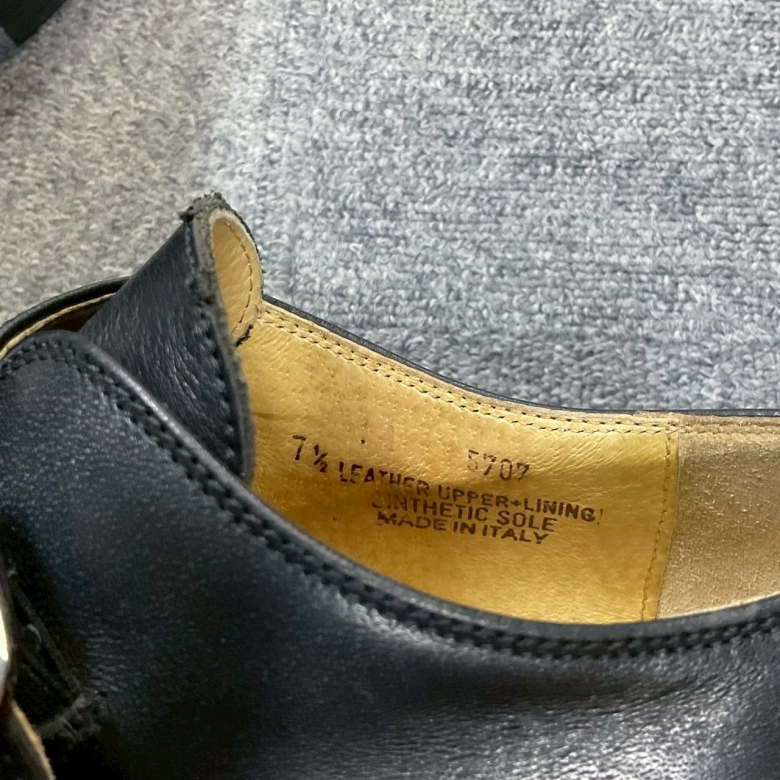 7½ 5707
LEATHER UPPER+LINING
SINTHETIC SOLE
MADE IN ITALY